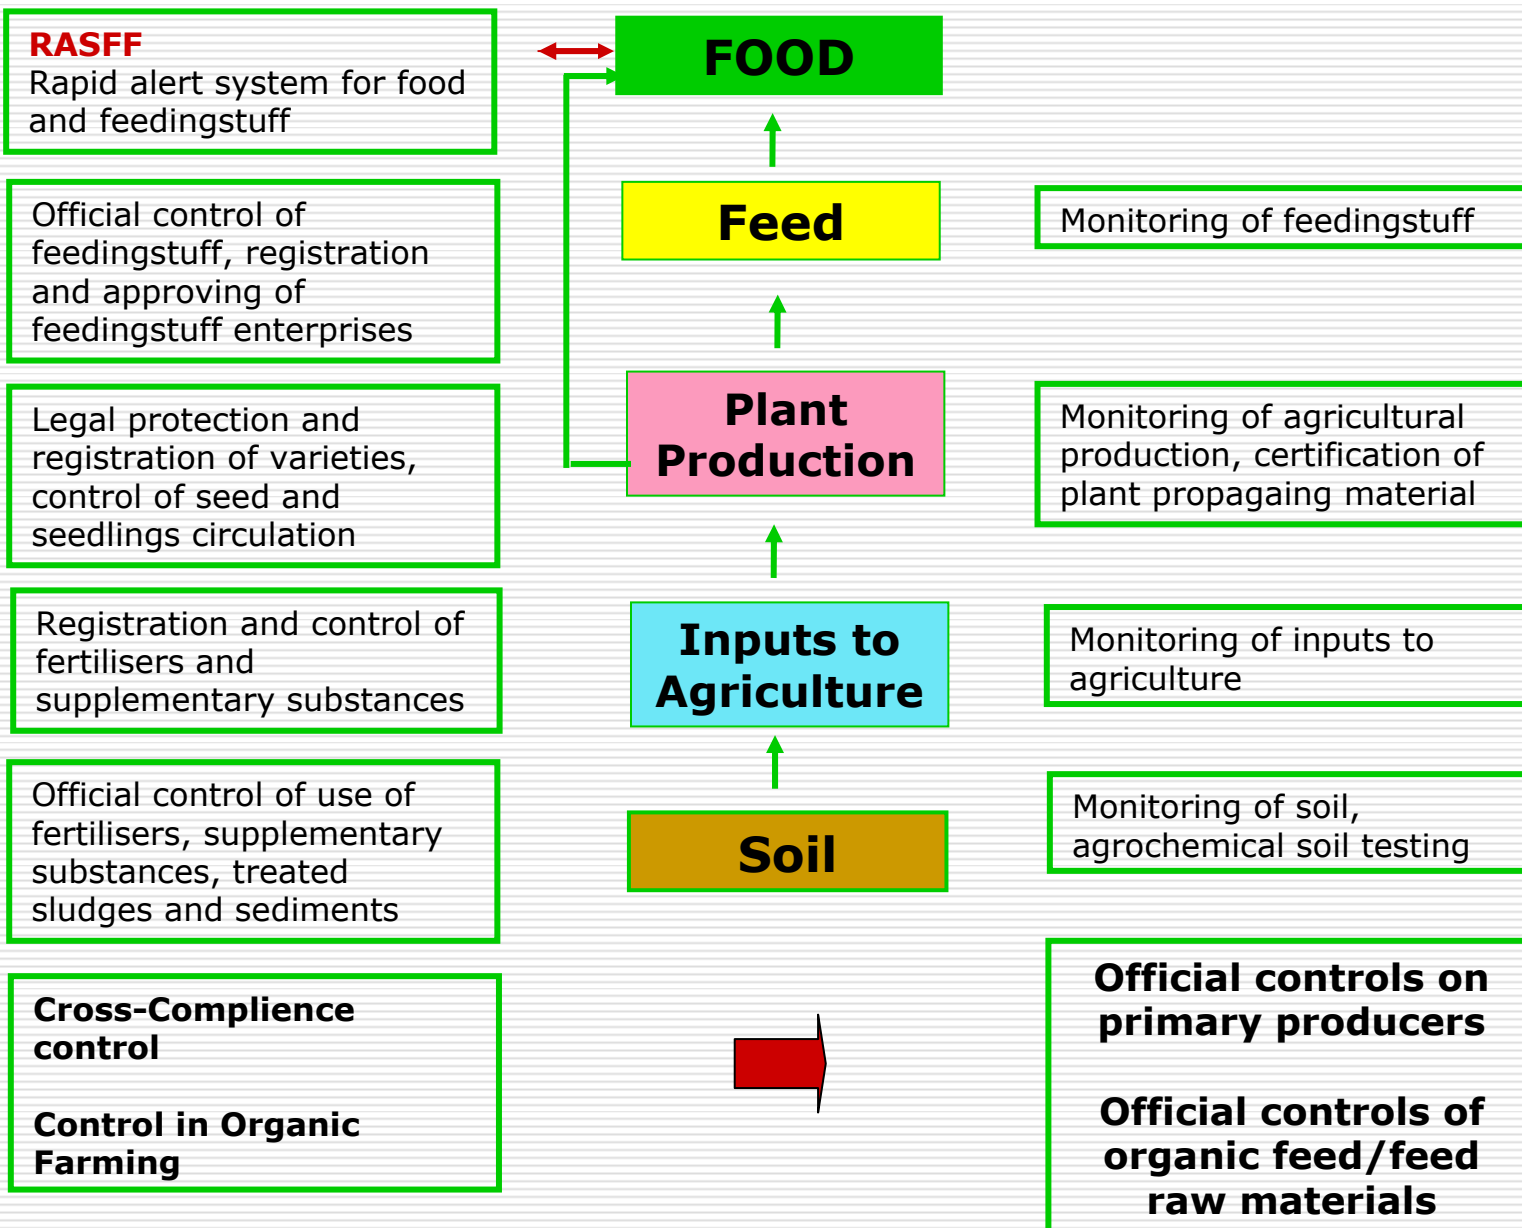 RASFF
Rapid alert system for food
and feedingstuff
FOOD
Official control of
feedingstuff, registration
and approving of
feedingstuff enterprises
Feed
Monitoring of feedingstuff
Legal protection and
registration of varieties,
control of seed and
seedlings circulation
Plant
Production
Monitoring of agricultural
production, certification of
plant propagaing material
Registration and control of
fertilisers and
supplementary substances
Inputs to
Agriculture
Monitoring of inputs to
agriculture
Official control of use of
fertilisers, supplementary
substances, treated
sludges and sediments
Soil
Monitoring of soil,
agrochemical soil testing
Cross-Complience
control
Control in Organic
Farming
Official controls on
primary producers
Official controls of
organic feed/feed
raw materials